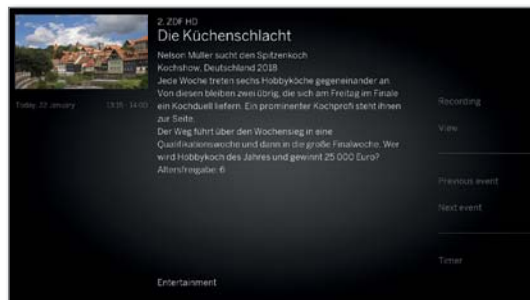 2. ZDF HD
Die Küchenschlacht
Nelson Müller sucht den Spitzenkoch
Kochshow, Deutschland 2018
Jede Woche treten sechs Hobbyköche gegeneinander an.
Von diesen bleiben zwei übrig, die sich am Freitag im Finale
ein Kochduell liefern. Ein prominenter Kochprofi steht ihnen
zur Seite.
Der Weg führt über den Wochensieg in eine
Qualifikationswoche und dann in die große Finalwoche. Wer
wird Hobbykoch des Jahres und gewinnt 25 000 Euro?
Altersfreigabe: 6
Today, 22 January
13:15 - 14:00
Entertainment
Recording
View
Previous event
Next event
Timer